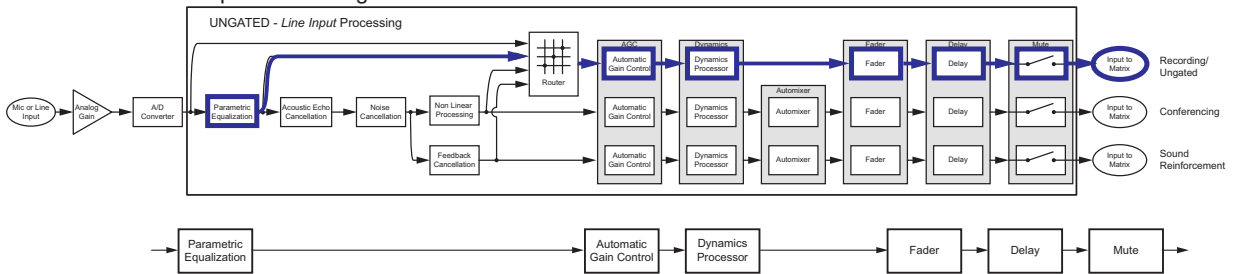 UNGATED - Line Input Processing
Router
AGC
Automatic
Gain Control
Dynamics
Dynamics
Processor
Fader
Fader
Delay
Delay
Mute
Input to
Matrix
Recording/
Ungated
Mic or Line
Input
Analog
Gain
A/D
Converter
Parametric
Equalization
Acoustic Echo
Cancellation
Noise
Cancellation
Non Linear
Processing
Automatic
Gain Control
Dynamics
Processor
Automixer
Automixer
Fader
Delay
Input to
Matrix
Conferencing
Feedback
Cancellation
Automatic
Gain Control
Dynamics
Processor
Automixer
Fader
Delay
Input to
Matrix
Sound
Reinforcement
Parametric
Equalization
Automatic
Gain Control
Dynamics
Processor
Fader
Delay
Mute